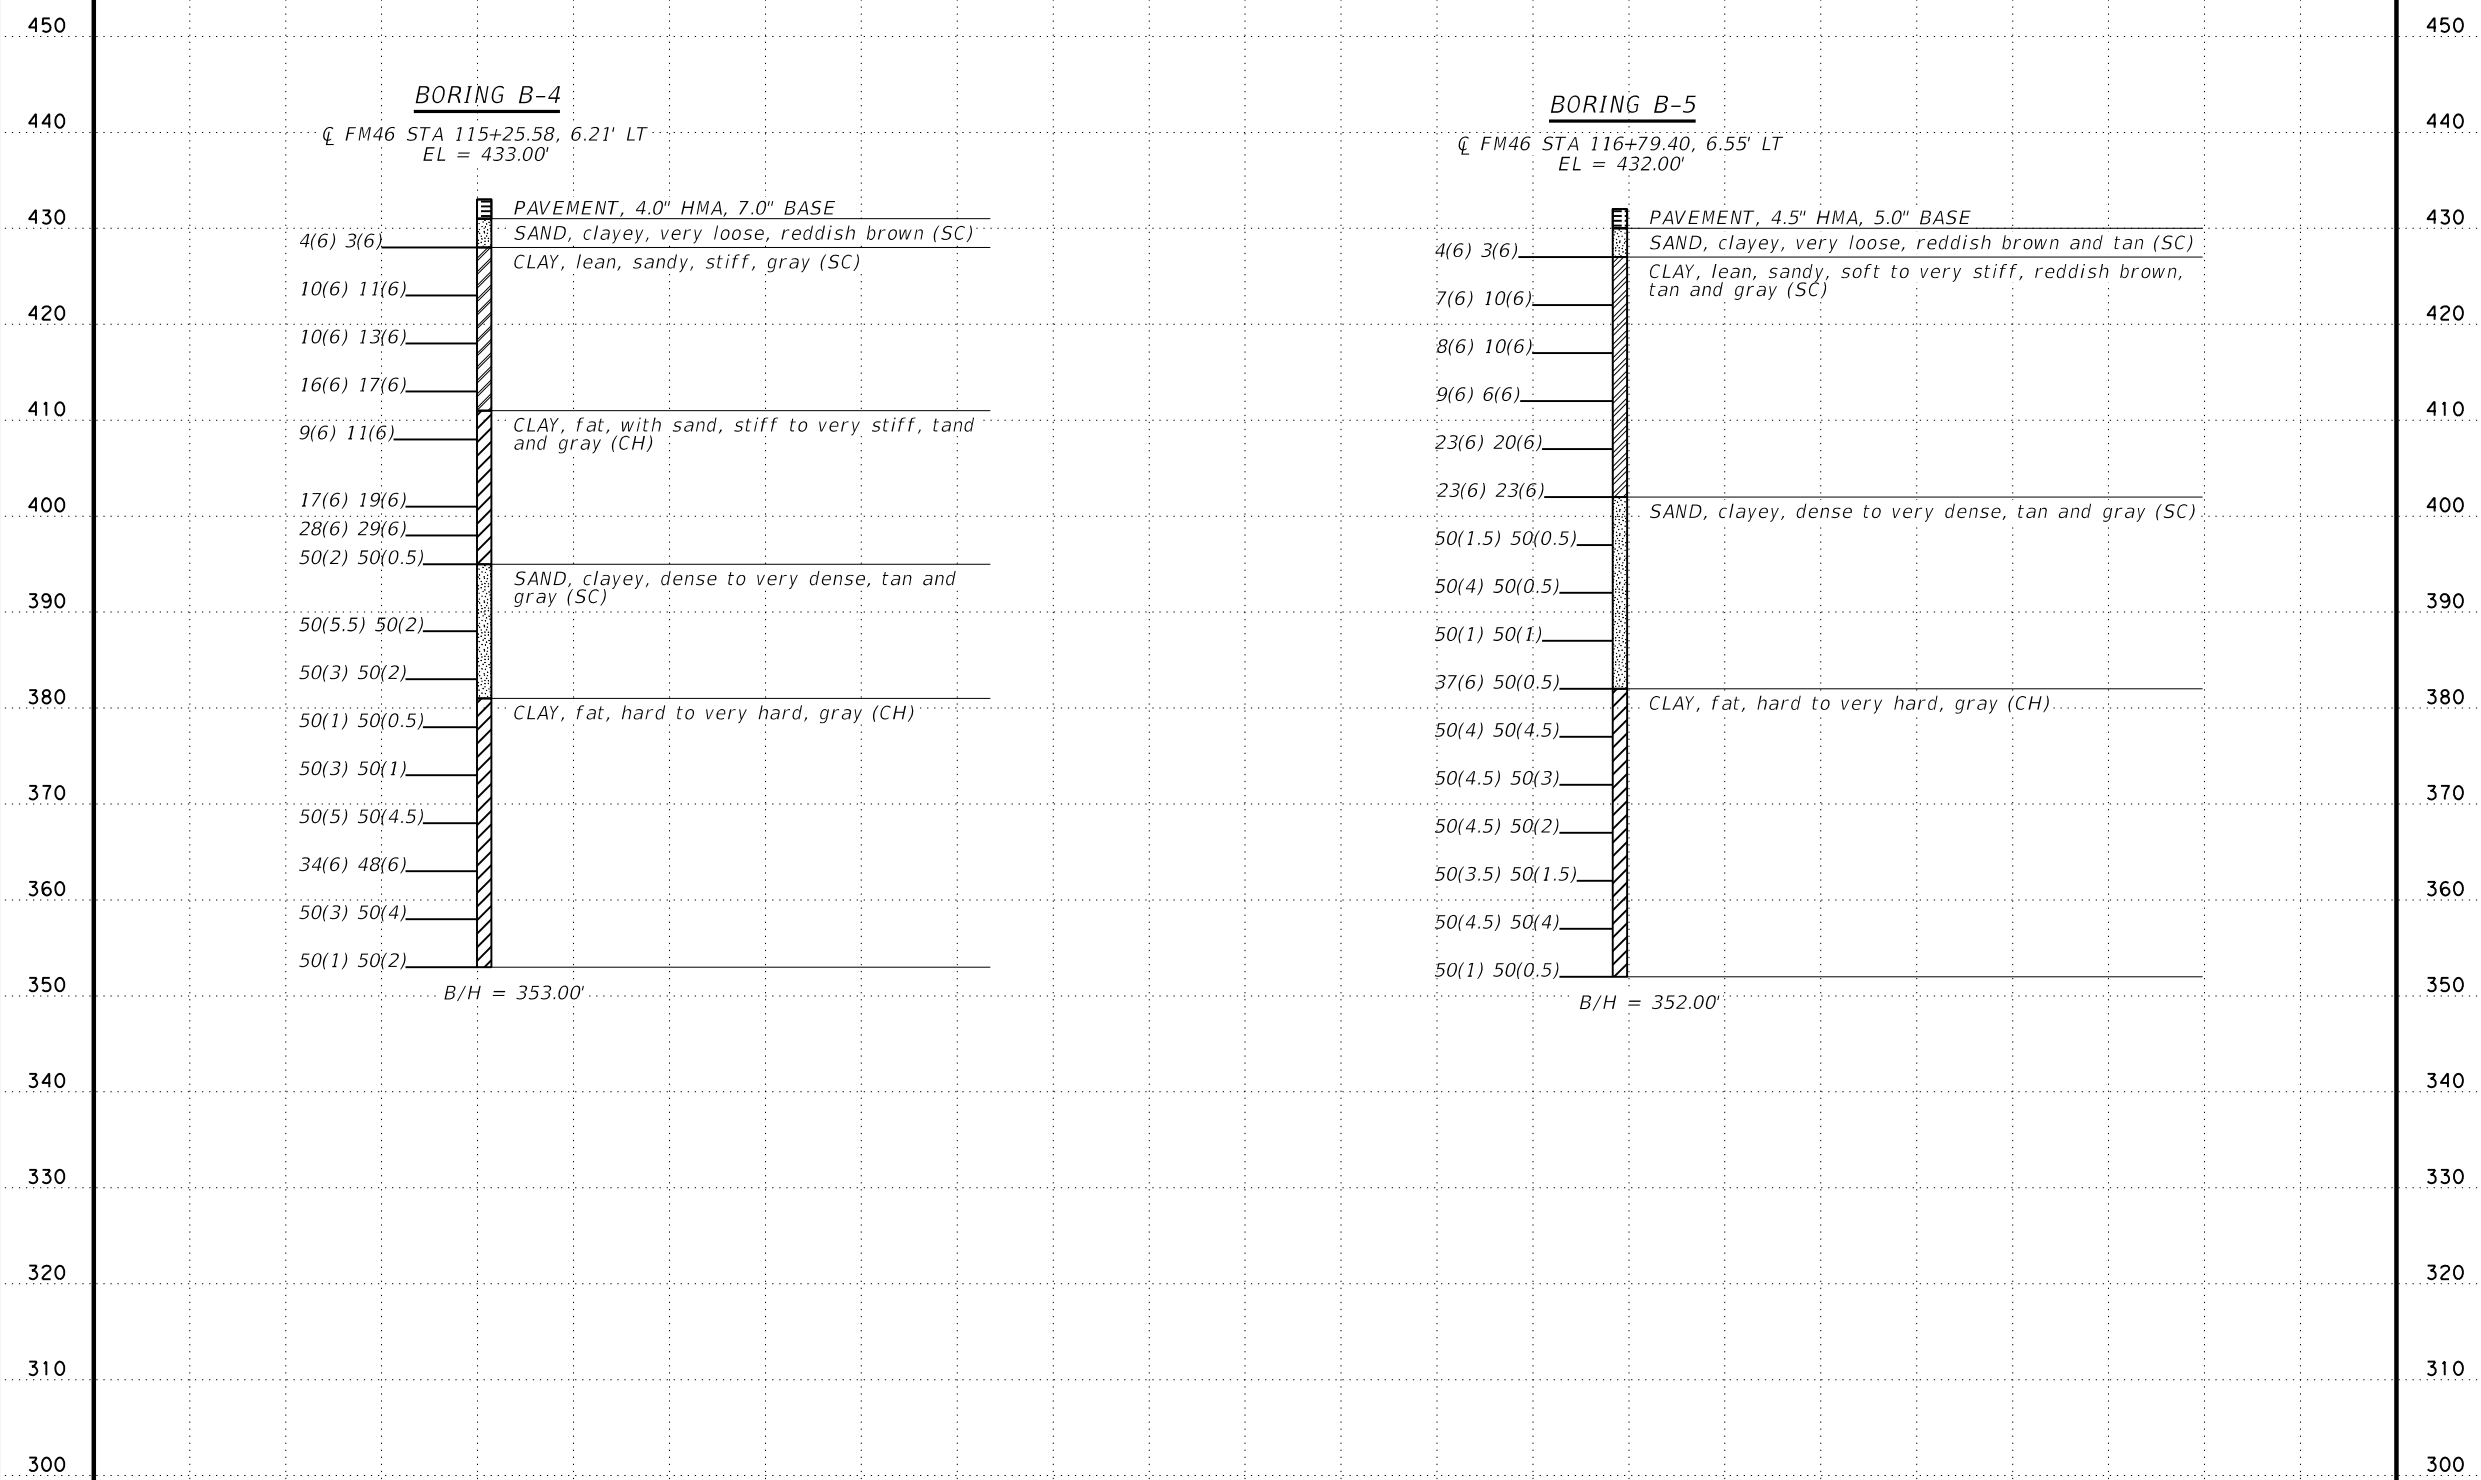 BORING B-4
℄ FM46 STA 115+25.58, 6.21' LT
EL = 433.00'
PAVEMENT, 4.0" HMA, 7.0" BASE
SAND, clayey, very loose, reddish brown (SC)
4(6) 3(6)
CLAY, lean, sandy, stiff, gray (SC)
10(6) 11(6)
10(6) 13(6)
16(6) 17(6)
CLAY, fat, with sand, stiff to very stiff, tand
and gray (CH)
9(6) 11(6)
17(6) 19(6)
28(6) 29(6)
50(2) 50(0.5)
SAND, clayey, dense to very dense, tan and
gray (SC)
50(5.5) 50(2)
50(3) 50(2)
CLAY, fat, hard to very hard, gray (CH)
50(1) 50(0.5)
50(3) 50(1)
50(5) 50(4.5)
34(6) 48(6)
50(3) 50(4)
50(1) 50(2)
B/H = 353.00'
BORING B-5
℄ FM46 STA 116+79.40, 6.55' LT
EL = 432.00'
PAVEMENT, 4.5" HMA, 5.0" BASE
SAND, clayey, very loose, reddish brown and tan (SC)
4(6) 3(6)
CLAY, lean, sandy, soft to very stiff, reddish brown,
tan and gray (SC)
7(6) 10(6)
8(6) 10(6)
9(6) 6(6)
23(6) 20(6)
23(6) 23(6)
SAND, clayey, dense to very dense, tan and gray (SC)
50(1.5) 50(0.5)
50(4) 50(0.5)
50(1) 50(1)
37(6) 50(0.5)
CLAY, fat, hard to very hard, gray (CH)
50(4) 50(4.5)
50(4.5) 50(3)
50(4.5) 50(2)
50(3.5) 50(1.5)
50(4.5) 50(4)
50(1) 50(0.5)
B/H = 352.00'
450
440
430
420
410
400
390
380
370
360
350
340
330
320
310
300
450
440
430
420
410
400
390
380
370
360
350
340
330
320
310
300